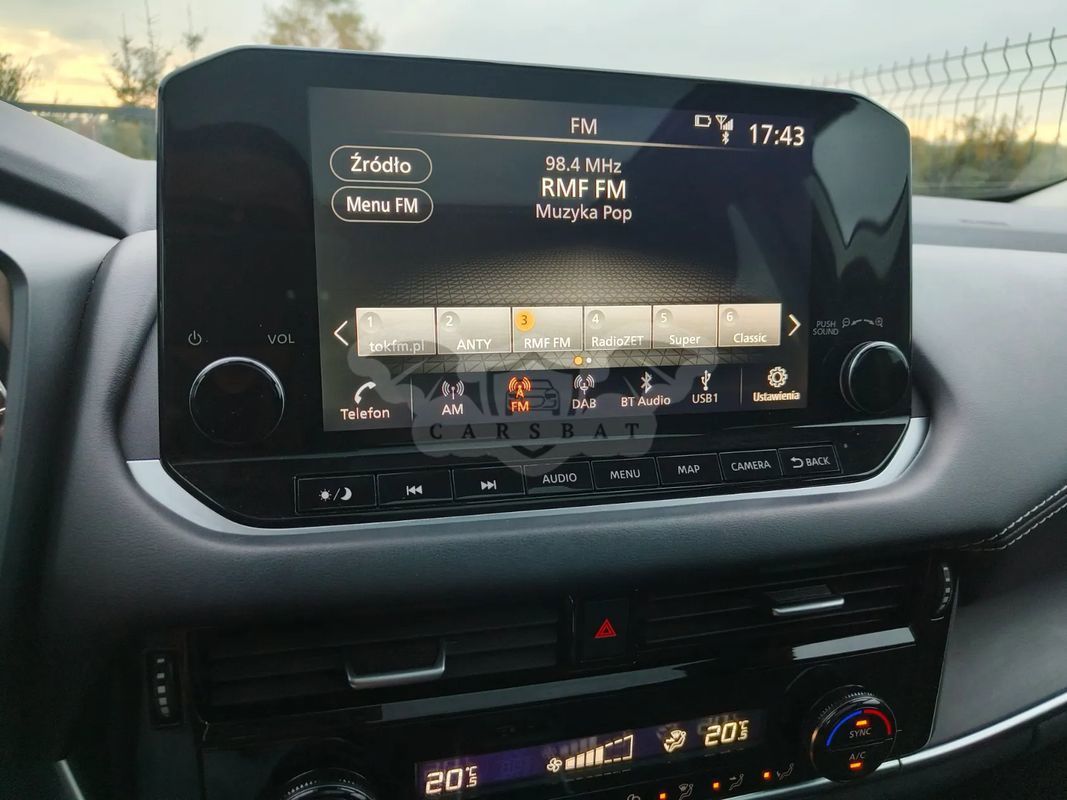 FM
17:43
Źródło
98.4 MHz
Menu FM
RMF FM
Muzyka Pop
1 2 3 4 5 6
tokfm.pl ANTY RMF FM RadioZET Super Classic
Telefon AM A FM DAB BT Audio USB1 Ustawienia
VOL
PUSH
SOUND
CARSBAT
AUDIO MENU MAP CAMERA BACK
SYNC
A/C
20°C 20°C